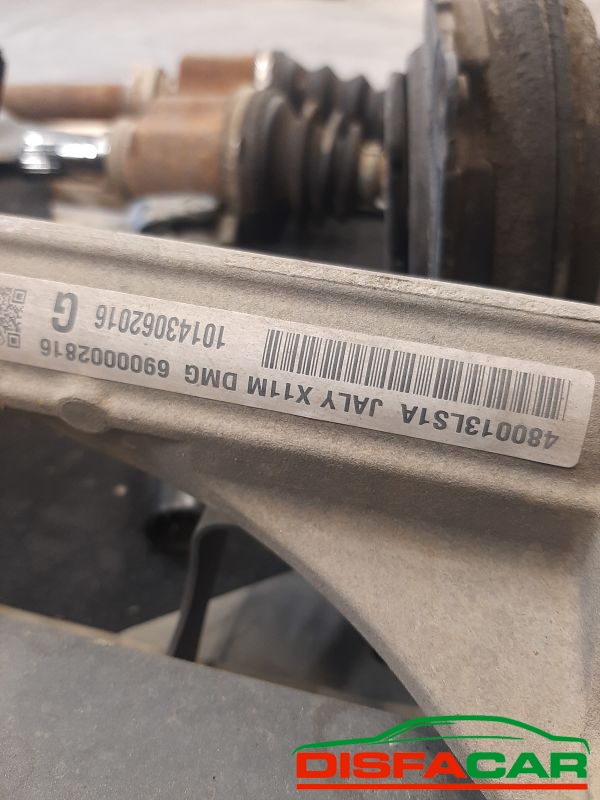 480013LS1A JALY X11M DMG 6900002816
10143062016 G
DISFACAR